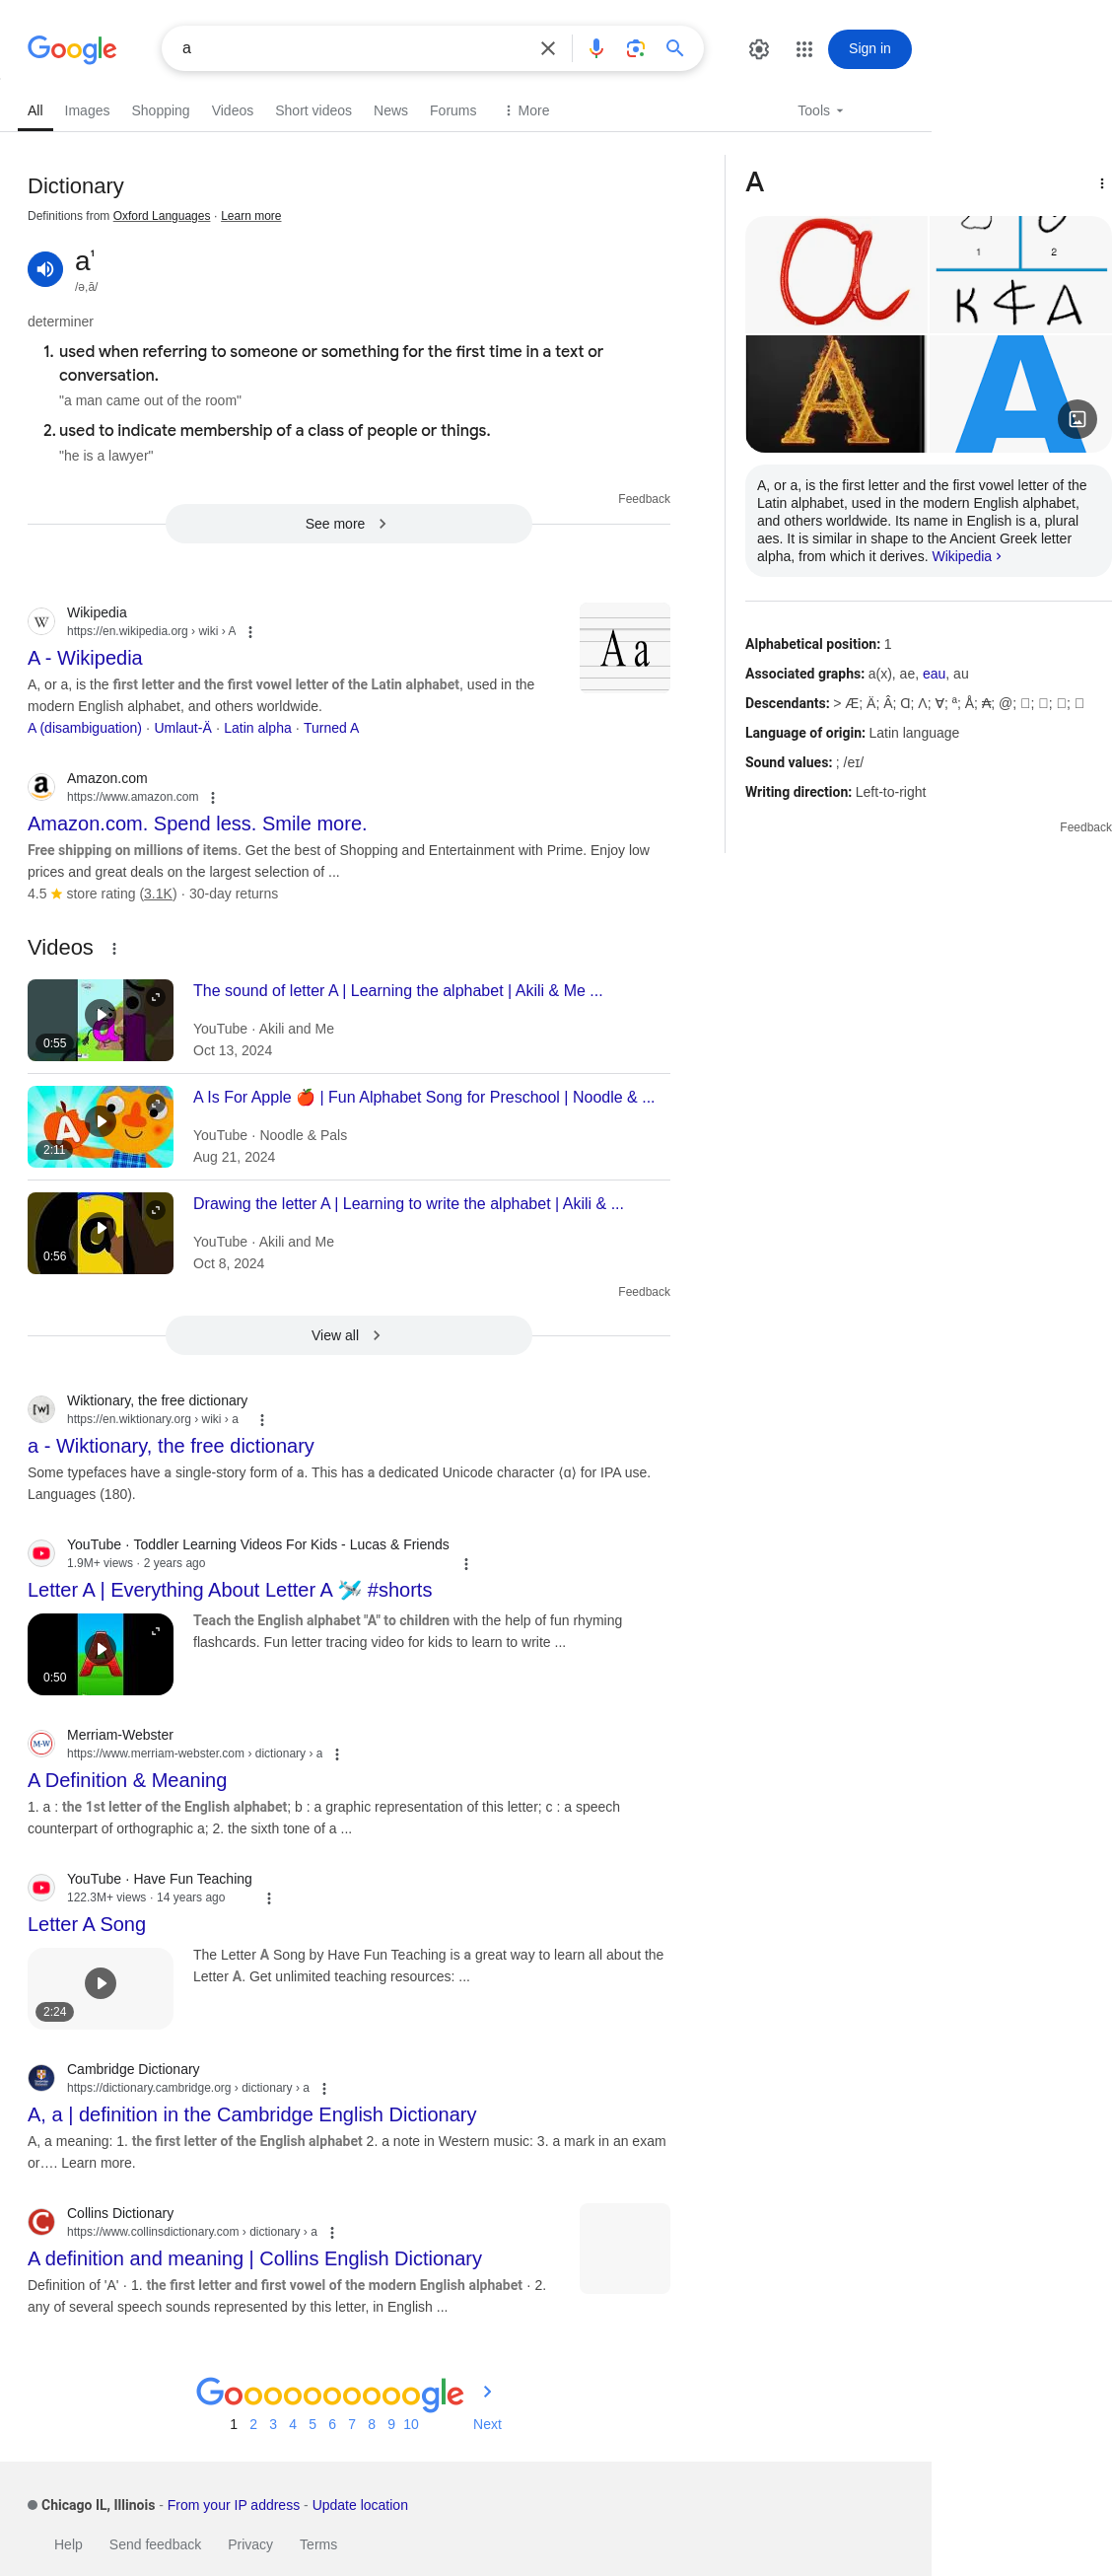 Google
a
Sign in
All Images Shopping Videos Short videos News Forums More Tools
Dictionary
Definitions from Oxford Languages · Learn more
a¹
/ə,ā/
determiner
1. used when referring to someone or something for the first time in a text or
conversation.
"a man came out of the room"
2. used to indicate membership of a class of people or things.
"he is a lawyer"
Feedback
See more
Wikipedia
https://en.wikipedia.org › wiki › A
A - Wikipedia
A, or a, is the first letter and the first vowel letter of the Latin alphabet, used in the
modern English alphabet, and others worldwide.
A (disambiguation) · Umlaut-Ä · Latin alpha · Turned A
A a
Amazon.com
https://www.amazon.com
Amazon.com. Spend less. Smile more.
Free shipping on millions of items. Get the best of Shopping and Entertainment with Prime. Enjoy low
prices and great deals on the largest selection of ...
4.5 ★ store rating (3.1K) · 30-day returns
Videos
The sound of letter A | Learning the alphabet | Akili & Me ...
YouTube · Akili and Me
Oct 13, 2024
0:55
A Is For Apple 🍎 | Fun Alphabet Song for Preschool | Noodle & ...
YouTube · Noodle & Pals
Aug 21, 2024
2:11
Drawing the letter A | Learning to write the alphabet | Akili & ...
YouTube · Akili and Me
Oct 8, 2024
0:56
Feedback
View all
Wiktionary, the free dictionary
https://en.wiktionary.org › wiki › a
a - Wiktionary, the free dictionary
Some typefaces have a single-story form of a. This has a dedicated Unicode character ⟨ɑ⟩ for IPA use.
Languages (180).
YouTube · Toddler Learning Videos For Kids - Lucas & Friends
1.9M+ views · 2 years ago
Letter A | Everything About Letter A 🛩️ #shorts
Teach the English alphabet "A" to children with the help of fun rhyming
flashcards. Fun letter tracing video for kids to learn to write ...
0:50
Merriam-Webster
https://www.merriam-webster.com › dictionary › a
A Definition & Meaning
1. a : the 1st letter of the English alphabet; b : a graphic representation of this letter; c : a speech
counterpart of orthographic a; 2. the sixth tone of a ...
YouTube · Have Fun Teaching
122.3M+ views · 14 years ago
Letter A Song
The Letter A Song by Have Fun Teaching is a great way to learn all about the
Letter A. Get unlimited teaching resources: ...
2:24
Cambridge Dictionary
https://dictionary.cambridge.org › dictionary › a
A, a | definition in the Cambridge English Dictionary
A, a meaning: 1. the first letter of the English alphabet 2. a note in Western music: 3. a mark in an exam
or…. Learn more.
Collins Dictionary
https://www.collinsdictionary.com › dictionary › a
A definition and meaning | Collins English Dictionary
Definition of 'A' · 1. the first letter and first vowel of the modern English alphabet · 2.
any of several speech sounds represented by this letter, in English ...
A
a
1 2
A
A
A, or a, is the first letter and the first vowel letter of the
Latin alphabet, used in the modern English alphabet,
and others worldwide. Its name in English is a, plural
aes. It is similar in shape to the Ancient Greek letter
alpha, from which it derives. Wikipedia
Alphabetical position: 1
Associated graphs: a(x), ae, eau, au
Descendants: > Æ; Ä; Â; Ɑ; Λ; Ɐ; ª; Å; ₳; @;
Language of origin: Latin language
Sound values: ; /eɪ/
Writing direction: Left-to-right
Feedback
Goooooooooogle
1 2 3 4 5 6 7 8 9 10 Next
Chicago IL, Illinois - From your IP address - Update location
Help Send feedback Privacy Terms